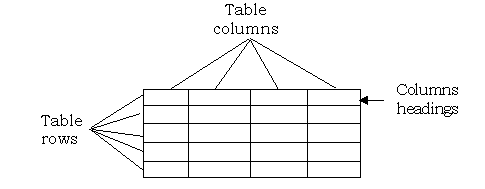 Table
columns
Columns
headings
Table
rows